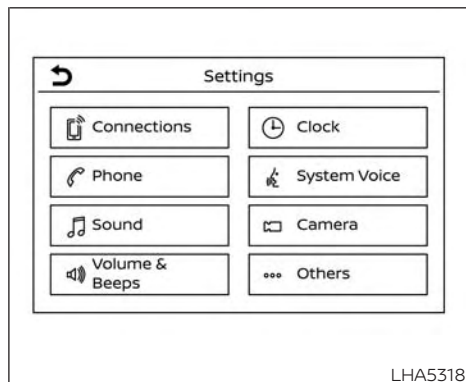 Settings
Connections
Clock
Phone
System Voice
Sound
Camera
Volume &
Beeps
Others
LHA5318